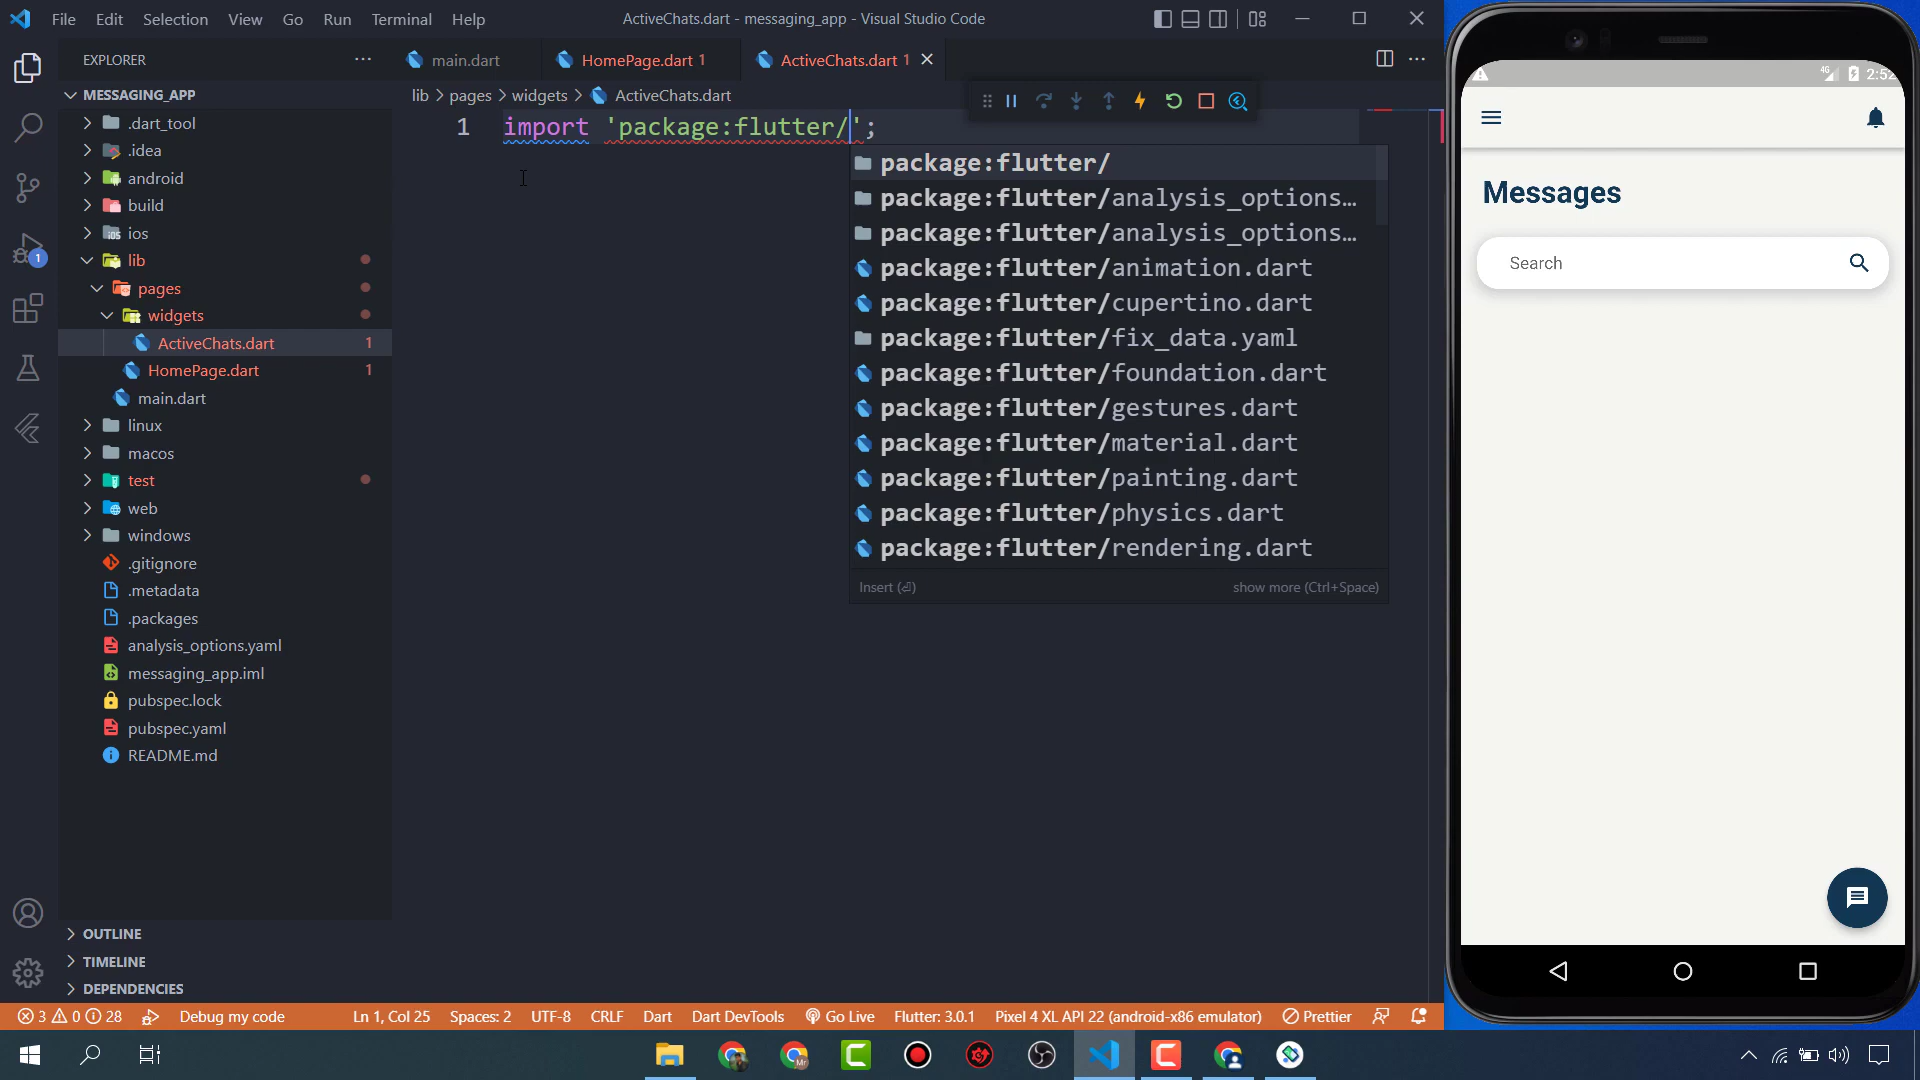 File Edit Selection View Go Run Terminal Help
ActiveChats.dart - messaging_app - Visual Studio Code
EXPLORER
main.dart
HomePage.dart 1
ActiveChats.dart 1
MESSAGING_APP
lib > pages > widgets > ActiveChats.dart
.dart_tool
.idea
android
build
ios
lib
pages
widgets
ActiveChats.dart 1
HomePage.dart 1
main.dart
linux
macos
test
web
windows
.gitignore
.metadata
.packages
analysis_options.yaml
messaging_app.iml
pubspec.lock
pubspec.yaml
README.md
OUTLINE
TIMELINE
DEPENDENCIES
1
1 import 'package:flutter/';
package:flutter/
package:flutter/analysis_options…
package:flutter/analysis_options…
package:flutter/animation.dart
package:flutter/cupertino.dart
package:flutter/fix_data.yaml
package:flutter/foundation.dart
package:flutter/gestures.dart
package:flutter/material.dart
package:flutter/painting.dart
package:flutter/physics.dart
package:flutter/rendering.dart
Insert (⏎) show more (Ctrl+Space)
4G 2:52
Messages
Search
3 0 28 Debug my code Ln 1, Col 25 Spaces: 2 UTF-8 CRLF Dart Dart DevTools Go Live Flutter: 3.0.1 Pixel 4 XL API 22 (android-x86 emulator) Prettier
Mr